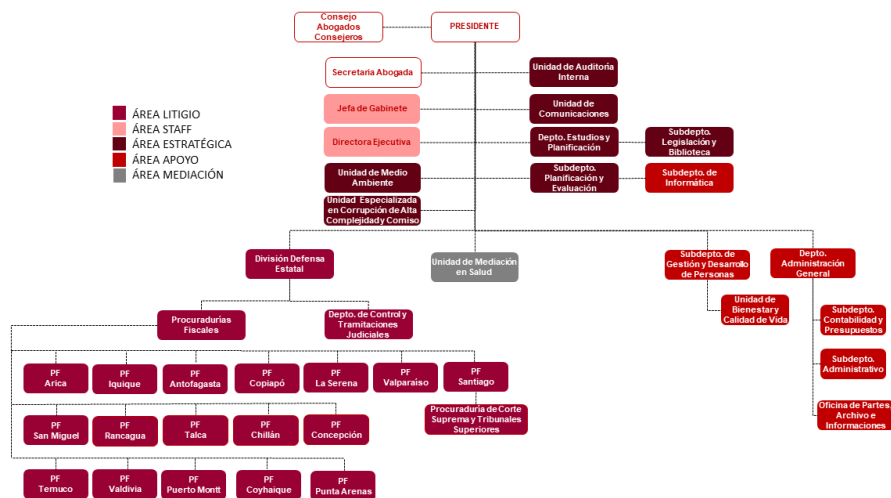 Consejo
Abogados
Consejeros
PRESIDENTE
Secretaría Abogada
Unidad de Auditoría
Interna
Jefa de Gabinete
Unidad de
Comunicaciones
Directora Ejecutiva
Depto. Estudios y
Planificación
Subdepto.
Legislación y
Biblioteca
Unidad de Medio
Ambiente
Subdepto.
Planificación y
Evaluación
Subdepto. de
Informática
Unidad Especializada
en Corrupción de Alta
Complejidad y Comiso
ÁREA LITIGIO
ÁREA STAFF
ÁREA ESTRATÉGICA
ÁREA APOYO
ÁREA MEDIACIÓN
División Defensa
Estatal
Unidad de Mediación
en Salud
Subdepto. de
Gestión y Desarrollo
de Personas
Depto.
Administración
General
Procuradurías
Fiscales
Depto. de Control y
Tramitaciones
Judiciales
Unidad de
Bienestar y
Calidad de Vida
Subdepto.
Contabilidad y
Presupuestos
Subdepto.
Administrativo
Oficina de Partes,
Archivo e
Informaciones
PF
Arica
PF
Iquique
PF
Antofagasta
PF
Copiapó
PF
La Serena
PF
Valparaíso
PF
Santiago
Procuraduría de Corte
Suprema y Tribunales
Superiores
PF
San Miguel
PF
Rancagua
PF
Talca
PF
Chillán
PF
Concepción
PF
Temuco
PF
Valdivia
PF
Puerto Montt
PF
Coyhaique
PF
Punta Arenas